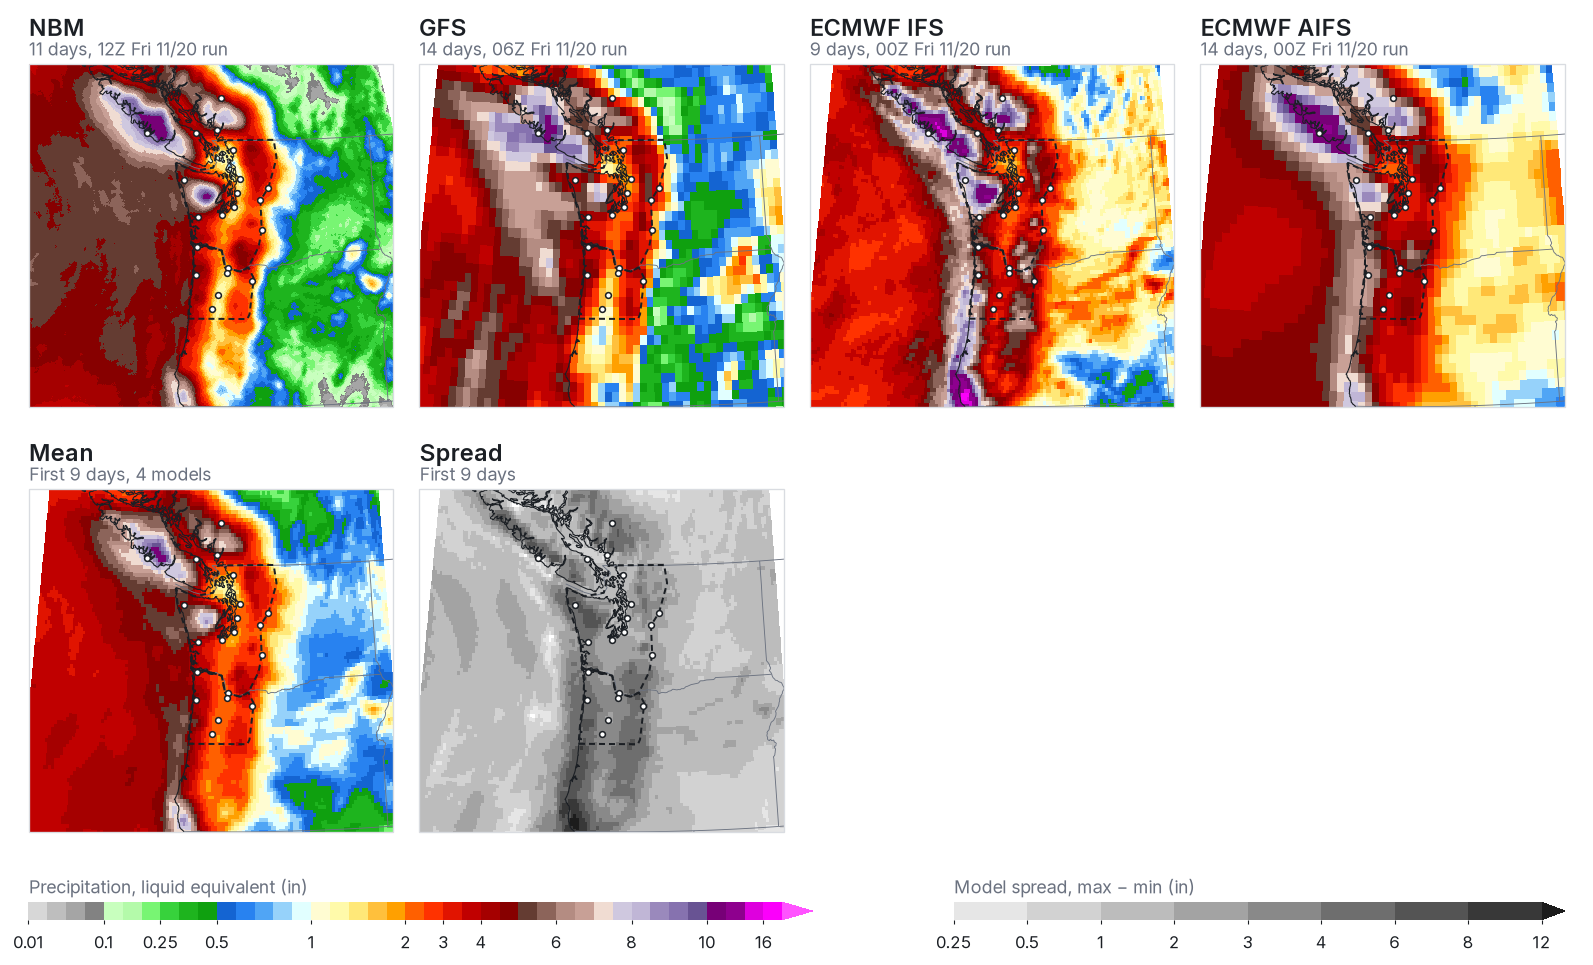 NBM
11 days, 12Z Fri 11/20 run
GFS
14 days, 06Z Fri 11/20 run
ECMWF IFS
9 days, 00Z Fri 11/20 run
ECMWF AIFS
14 days, 00Z Fri 11/20 run
Mean
First 9 days, 4 models
Spread
First 9 days
Precipitation, liquid equivalent (in)
0.01 0.1 0.25 0.5 1 2 3 4 6 8 10 16
Model spread, max − min (in)
0.25 0.5 1 2 3 4 6 8 12